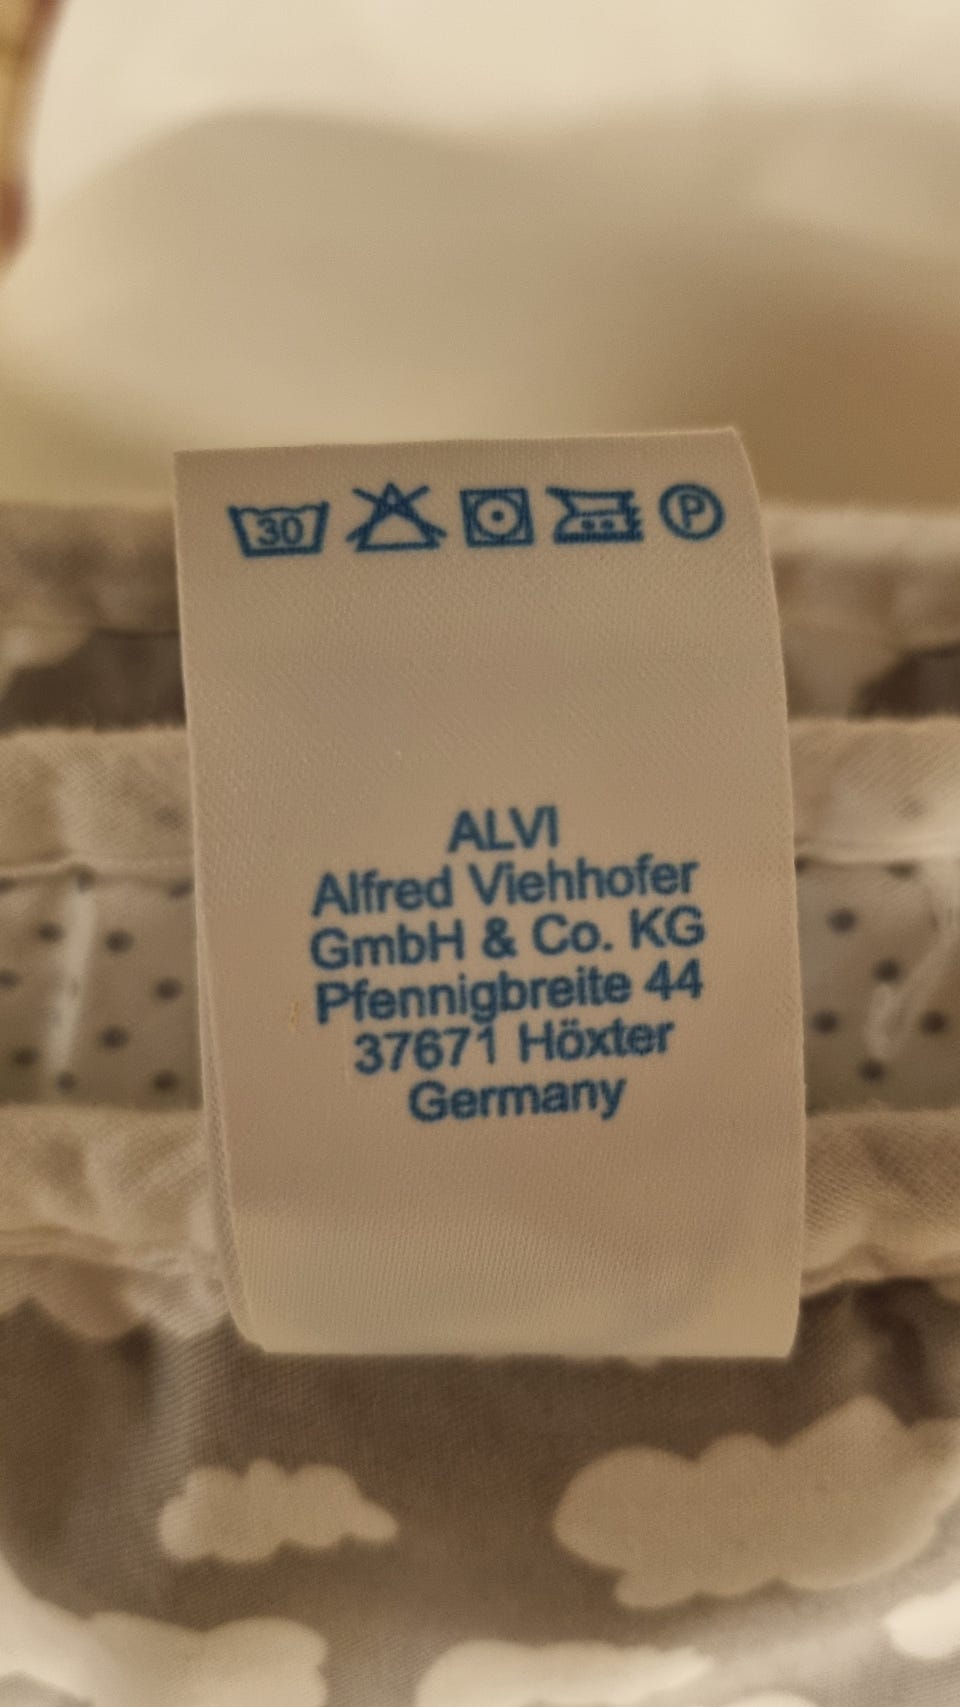 30 P
ALVI
Alfred Viehhofer
GmbH & Co. KG
Pfennigbreite 44
37671 Höxter
Germany